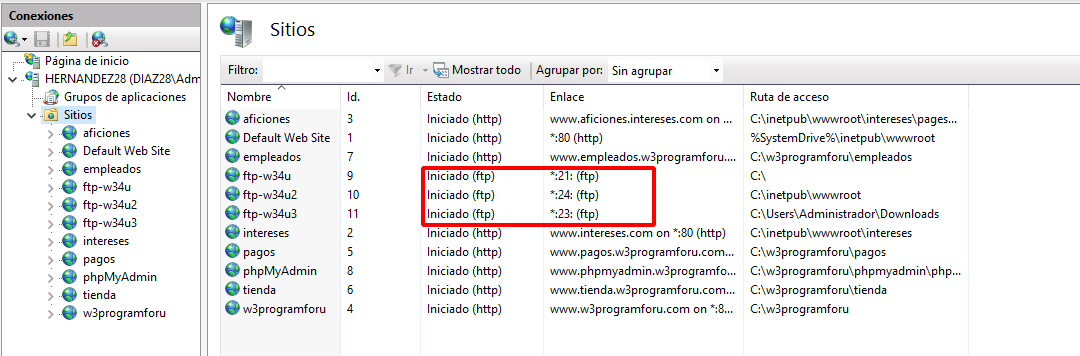 Conexiones
Página de inicio
HERNANDEZ28 (DIAZ28\Adm
Grupos de aplicaciones
Sitios
aficiones
Default Web Site
empleados
ftp-w34u
ftp-w34u2
ftp-w34u3
intereses
pagos
phpMyAdmin
tienda
w3programforu
Sitios
Filtro: Ir Mostrar todo Agrupar por: Sin agrupar
Nombre Id. Estado Enlace Ruta de acceso
aficiones 3 Iniciado (http) www.aficiones.intereses.com on ... C:\inetpub\wwwroot\intereses\pages...
Default Web Site 1 Iniciado (http) *:80 (http) %SystemDrive%\inetpub\wwwroot
empleados 7 Iniciado (http) www.empleados.w3programforu.... C:\w3programforu\empleados
ftp-w34u 9 Iniciado (ftp) *:21: (ftp) C:\
ftp-w34u2 10 Iniciado (ftp) *:24: (ftp) C:\inetpub\wwwroot
ftp-w34u3 11 Iniciado (ftp) *:23: (ftp) C:\Users\Administrador\Downloads
intereses 2 Iniciado (http) www.intereses.com on *:80 (http) C:\inetpub\wwwroot\intereses
pagos 5 Iniciado (http) www.pagos.w3programforu.com... C:\w3programforu\pagos
phpMyAdmin 8 Iniciado (http) www.phpmyadmin.w3programfo... C:\w3programforu\phpmyadmin\php...
tienda 6 Iniciado (http) www.tienda.w3programforu.com... C:\w3programforu\tienda
w3programforu 4 Iniciado (http) www.w3programforu.com on *:8... C:\w3programforu